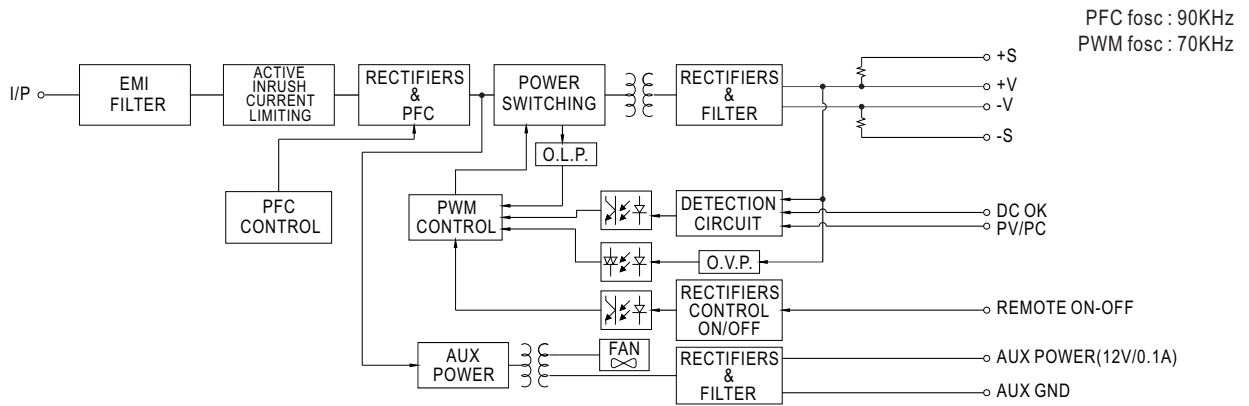 PFC fosc : 90KHz
PWM fosc : 70KHz
I/P
EMI
FILTER
ACTIVE
INRUSH
CURRENT
LIMITING
RECTIFIERS
&
PFC
POWER
SWITCHING
RECTIFIERS
&
FILTER
+S
+V
-V
-S
O.L.P.
PFC
CONTROL
PWM
CONTROL
DETECTION
CIRCUIT
DC OK
PV/PC
O.V.P.
RECTIFIERS
CONTROL
ON/OFF
REMOTE ON-OFF
AUX
POWER
FAN
RECTIFIERS
&
FILTER
AUX POWER(12V/0.1A)
AUX GND